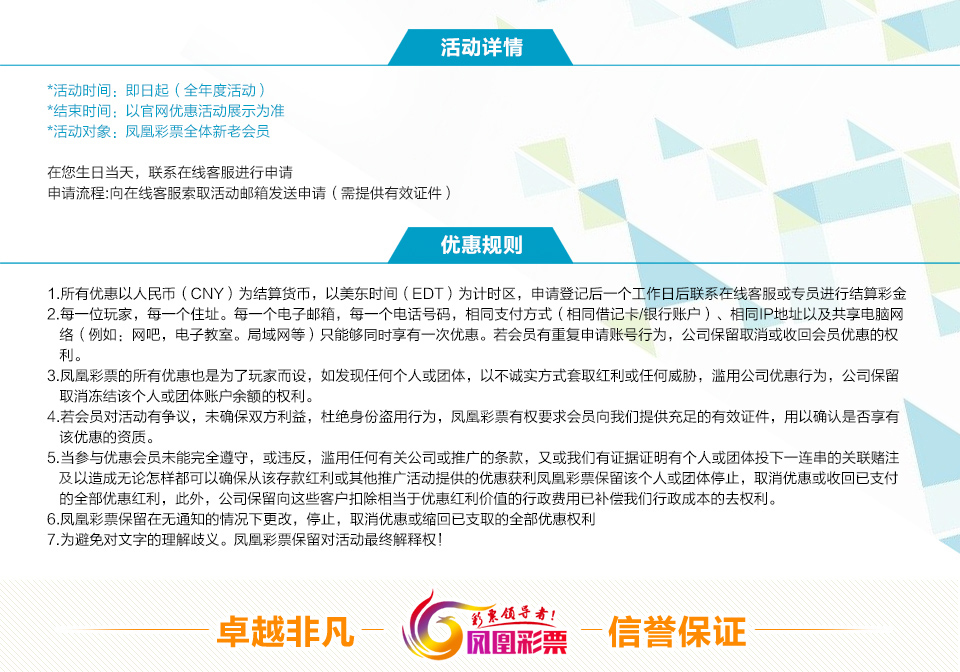 活动详情
*活动时间：即日起（全年度活动）
*结束时间：以官网优惠活动展示为准
*活动对象：凤凰彩票全体新老会员
在您生日当天，联系在线客服进行申请
申请流程:向在线客服索取活动邮箱发送申请（需提供有效证件）
优惠规则
1.所有优惠以人民币（CNY）为结算货币，以美东时间（EDT）为计时区，申请登记后一个工作日后联系在线客服或专员进行结算彩金
2.每一位玩家，每一个住址。每一个电子邮箱，每一个电话号码，相同支付方式（相同借记卡/银行账户）、相同IP地址以及共享电脑网
络（例如：网吧，电子教室。局域网等）只能够同时享有一次优惠。若会员有重复申请账号行为，公司保留取消或收回会员优惠的权
利。
3.凤凰彩票的所有优惠也是为了玩家而设，如发现任何个人或团体，以不诚实方式套取红利或任何威胁，滥用公司优惠行为，公司保留
取消冻结该个人或团体账户余额的权利。
4.若会员对活动有争议，未确保双方利益，杜绝身份盗用行为，凤凰彩票有权要求会员向我们提供充足的有效证件，用以确认是否享有
该优惠的资质。
5.当参与优惠会员未能完全遵守，或违反，滥用任何有关公司或推广的条款，又或我们有证据证明有个人或团体投下一连串的关联赌注
及以造成无论怎样都可以确保从该存款红利或其他推广活动提供的优惠获利凤凰彩票保留该个人或团体停止，取消优惠或收回已支付
的全部优惠红利，此外，公司保留向这些客户扣除相当于优惠红利价值的行政费用已补偿我们行政成本的去权利。
6.凤凰彩票保留在无通知的情况下更改，停止，取消优惠或缩回已支取的全部优惠权利
7.为避免对文字的理解歧义。凤凰彩票保留对活动最终解释权！
卓越非凡
彩票领导者！
凤凰彩票
信誉保证